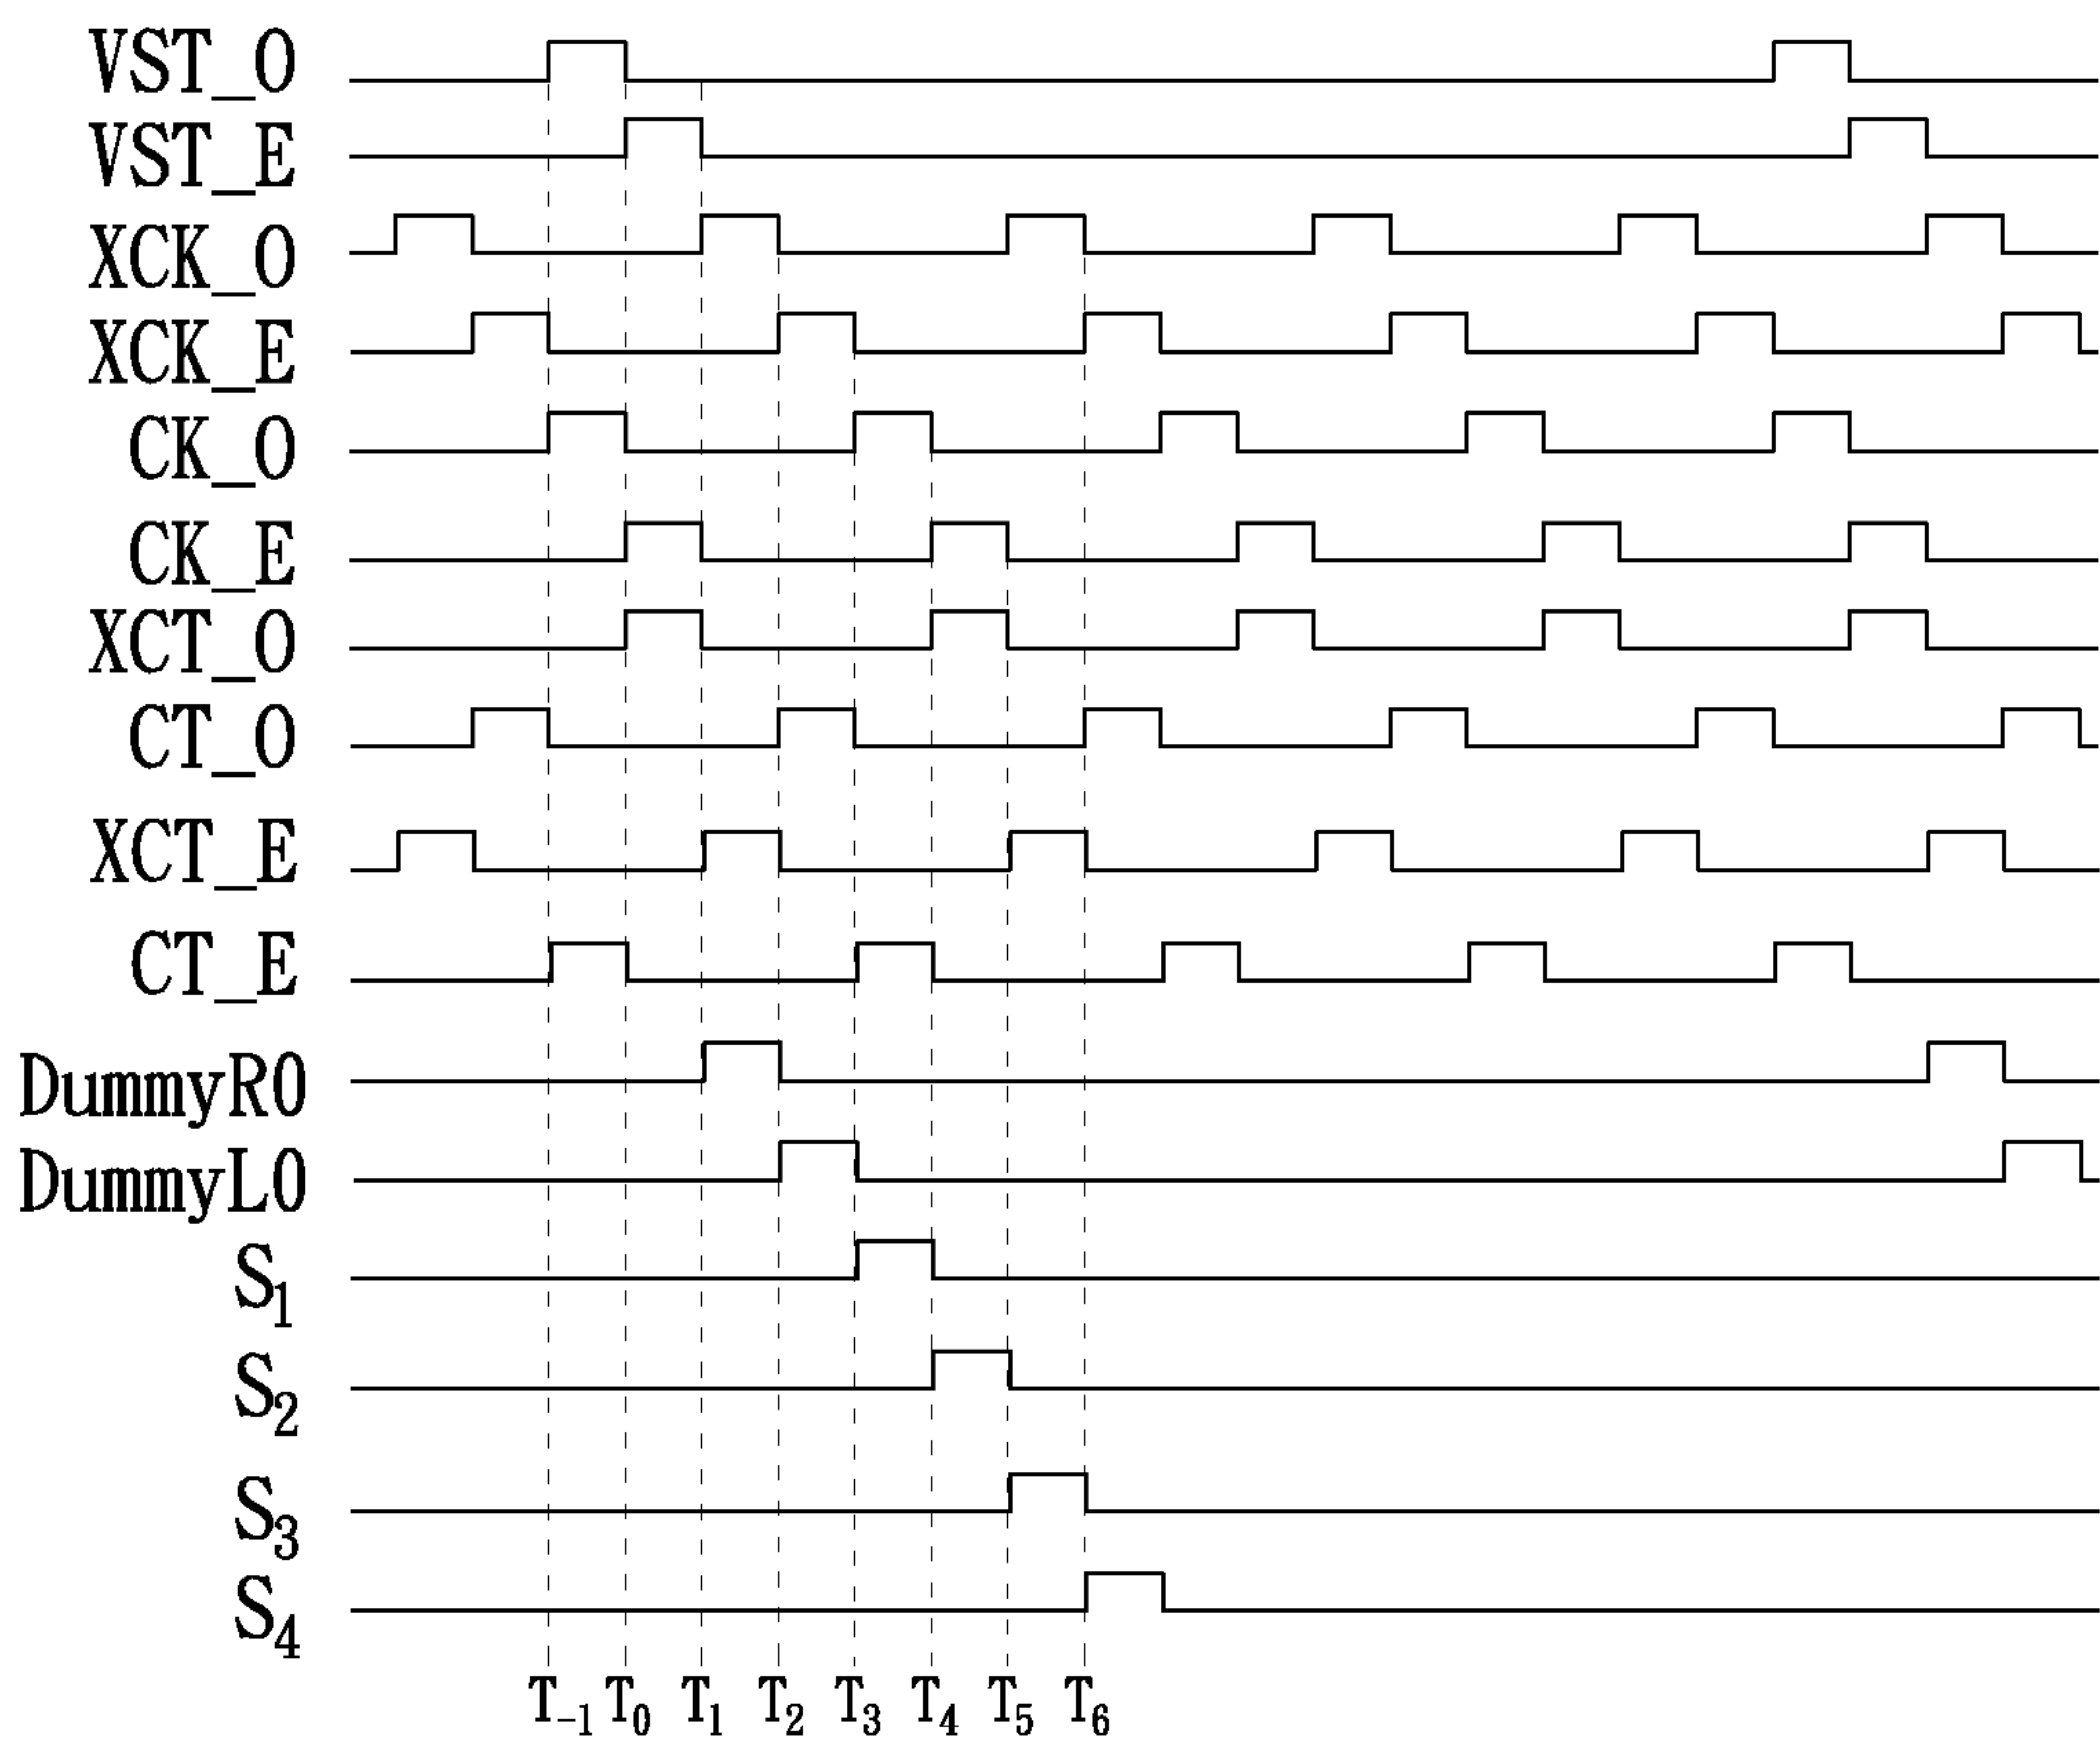 VST_O
VST_E
XCK_O
XCK_E
CK_O
CK_E
XCT_O
CT_O
XCT_E
CT_E
DummyR0
DummyL0
S1
S2
S3
S4
T-1 T0 T1 T2 T3 T4 T5 T6